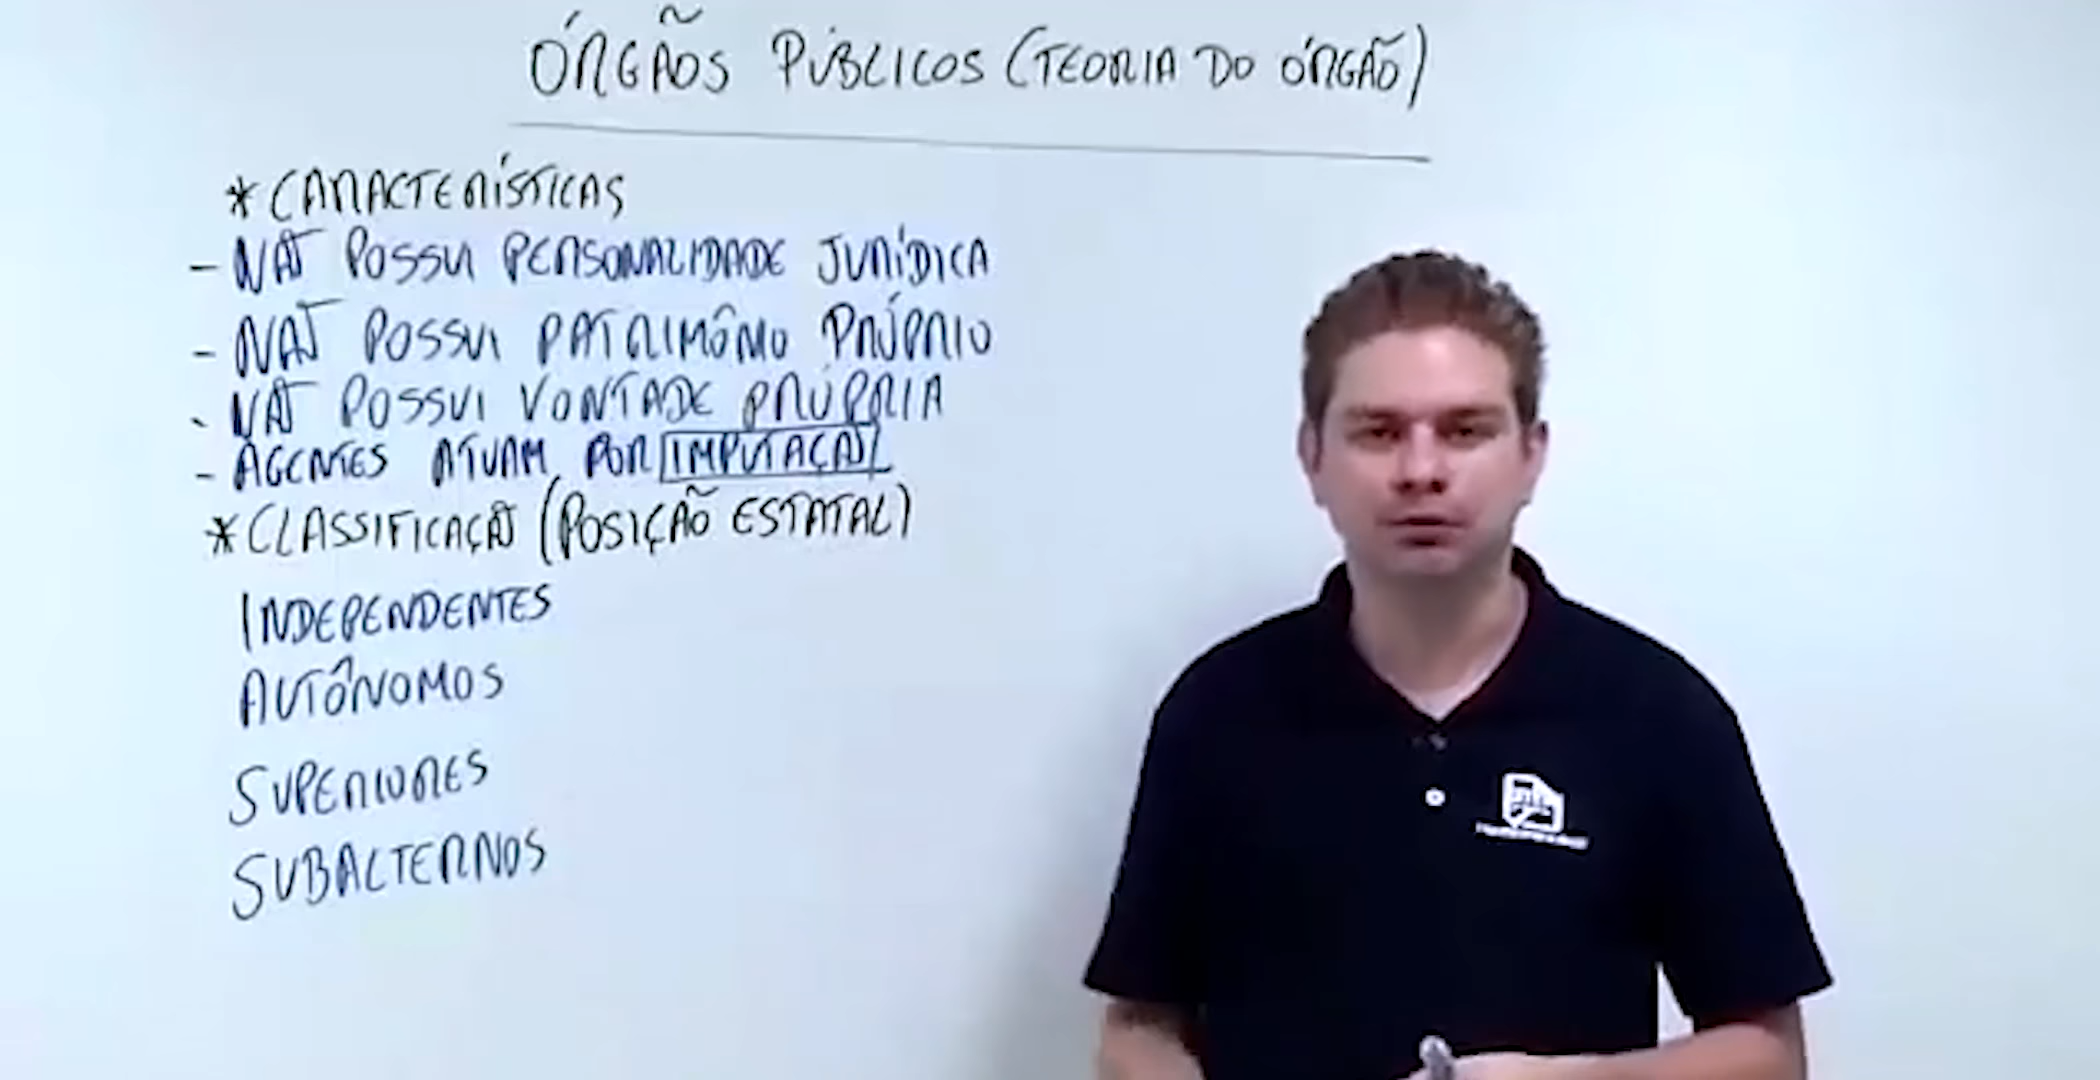 ÓRGÃOS PÚBLICOS (TEORIA DO ÓRGÃO)
* CARACTERÍSTICAS
- NÃO POSSUI PERSONALIDADE JURÍDICA
- NÃO POSSUI PATRIMÔNIO PRÓPRIO
- NÃO POSSUI VONTADE PRÓPRIA
- AGENTES ATUAM POR IMPUTAÇÃO
* CLASSIFICAÇÃO (POSIÇÃO ESTATAL)
INDEPENDENTES
AUTÔNOMOS
SUPERIORES
SUBALTERNOS